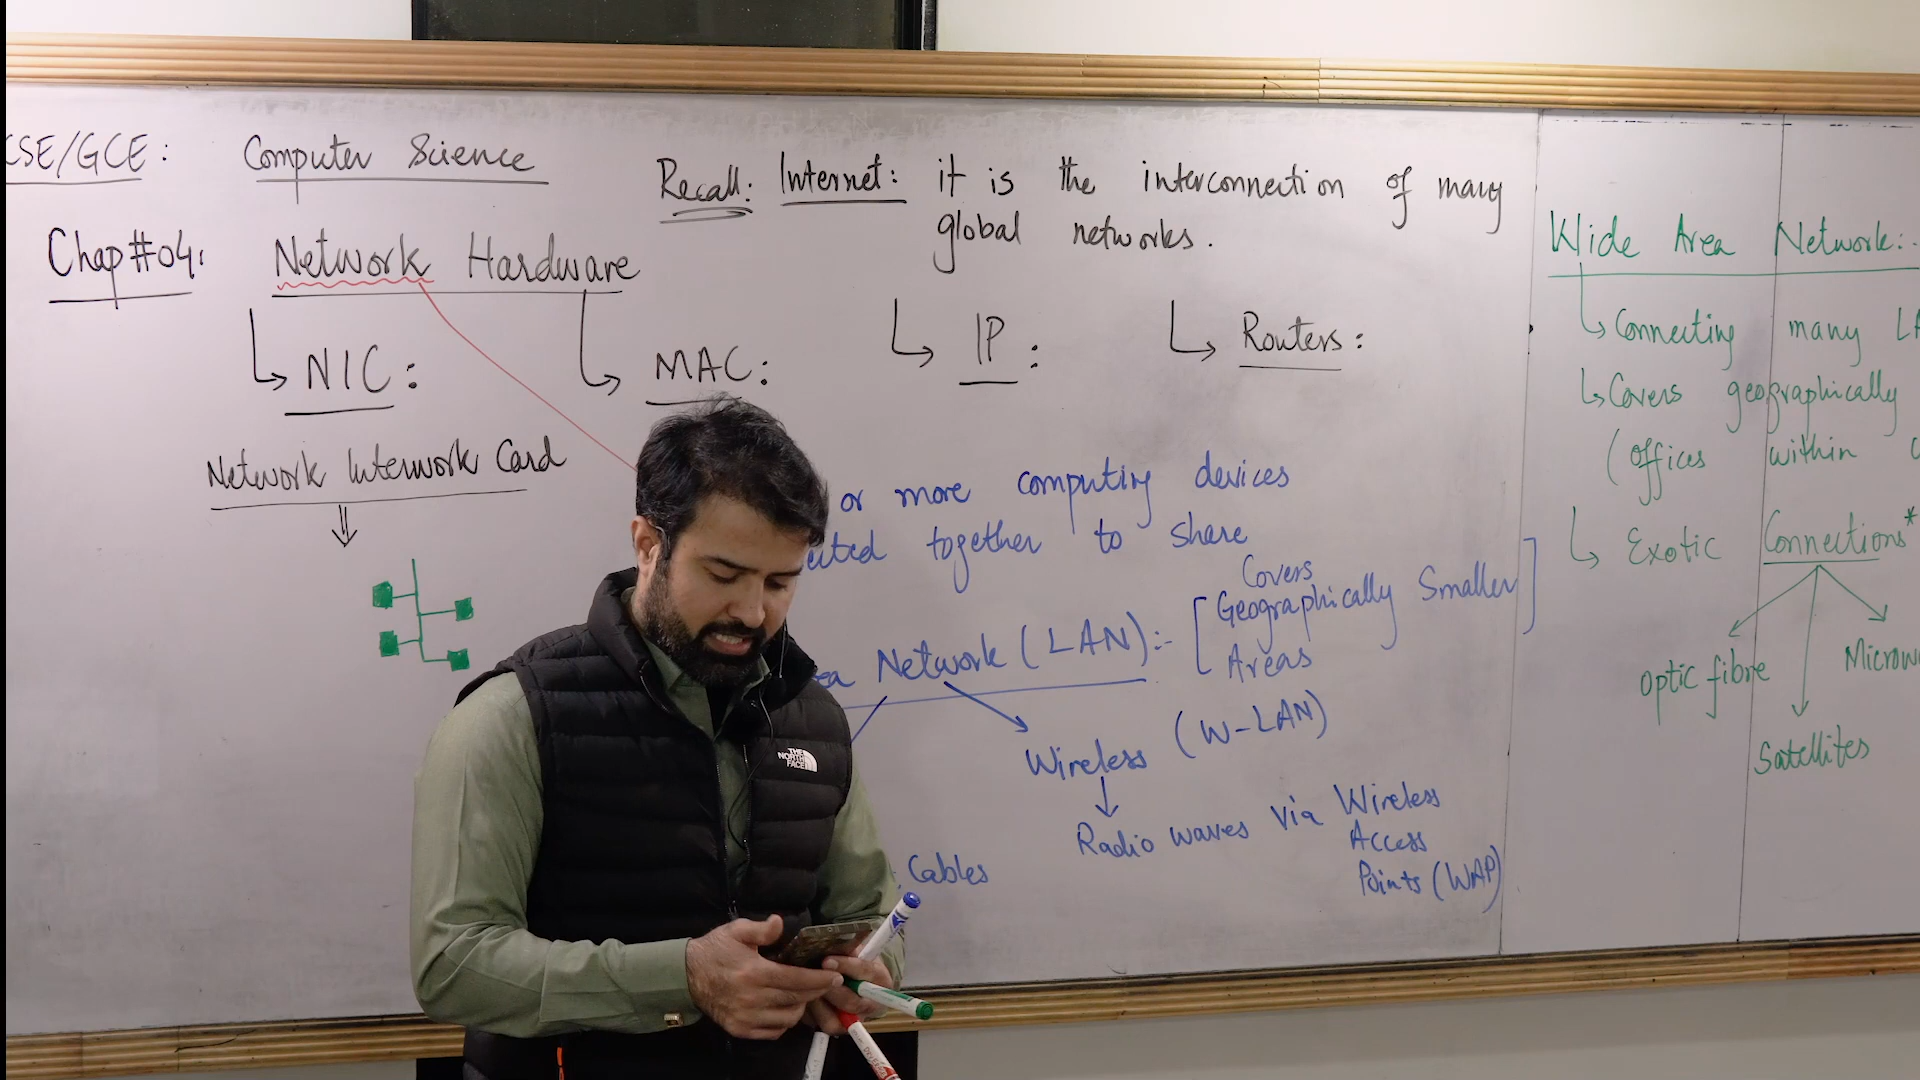 CSE/GCE: Computer Science
Chap#04: Network Hardware
Recall: Internet: it is the interconnection of many
global networks.
NIC:
MAC:
IP:
Routers:
Network Interwork Card
or more computing devices
together to share
Network (LAN):-
Covers
Geographically Smaller
Areas
Wireless (W-LAN)
Radio waves via Wireless
Access
Points (WAP)
Cables
Wide Area Network:-
Connecting many LA
Covers geographically
(offices within
Exotic Connections*
Optic fibre
Satellites
Microw
THE
NORTH
FACE